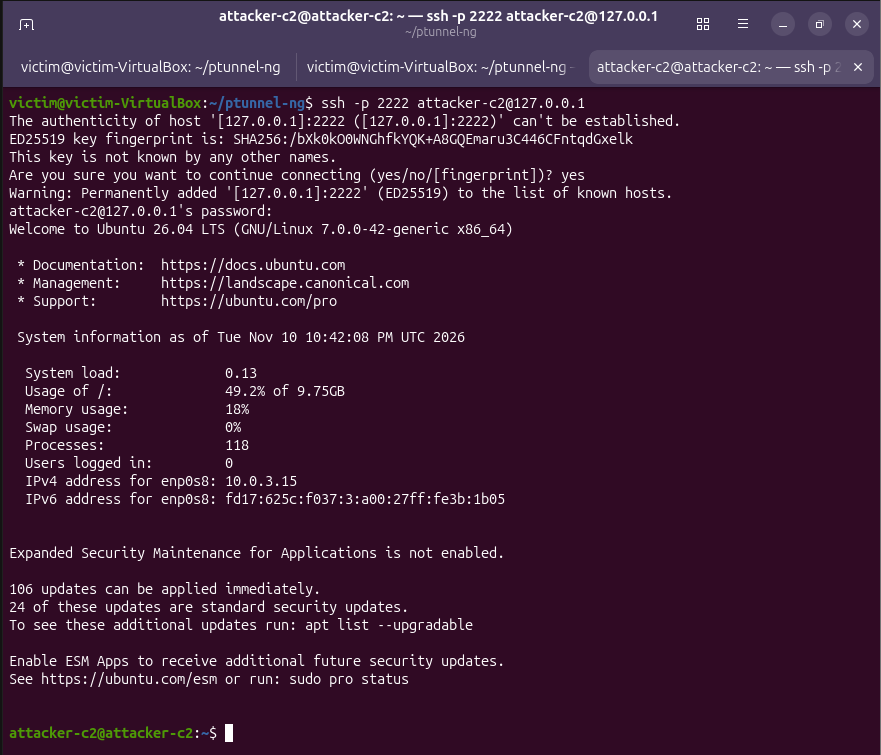 attacker-c2@attacker-c2: ~ — ssh -p 2222 attacker-c2@127.0.0.1
~/ptunnel-ng
victim@victim-VirtualBox: ~/ptunnel-ng
victim@victim-VirtualBox: ~/ptunnel-ng -
attacker-c2@attacker-c2: ~ — ssh -p 2
victim@victim-VirtualBox:~/ptunnel-ng$ ssh -p 2222 attacker-c2@127.0.0.1
The authenticity of host '[127.0.0.1]:2222 ([127.0.0.1]:2222)' can't be established.
ED25519 key fingerprint is: SHA256:/bXk0kO0WNGhfkYQK+A8GQEmaru3C446CFntqdGxelk
This key is not known by any other names.
Are you sure you want to continue connecting (yes/no/[fingerprint])? yes
Warning: Permanently added '[127.0.0.1]:2222' (ED25519) to the list of known hosts.
attacker-c2@127.0.0.1's password:
Welcome to Ubuntu 26.04 LTS (GNU/Linux 7.0.0-42-generic x86_64)
* Documentation: https://docs.ubuntu.com
* Management: https://landscape.canonical.com
* Support: https://ubuntu.com/pro
System information as of Tue Nov 10 10:42:08 PM UTC 2026
System load: 0.13
Usage of /: 49.2% of 9.75GB
Memory usage: 18%
Swap usage: 0%
Processes: 118
Users logged in: 0
IPv4 address for enp0s8: 10.0.3.15
IPv6 address for enp0s8: fd17:625c:f037:3:a00:27ff:fe3b:1b05
Expanded Security Maintenance for Applications is not enabled.
106 updates can be applied immediately.
24 of these updates are standard security updates.
To see these additional updates run: apt list --upgradable
Enable ESM Apps to receive additional future security updates.
See https://ubuntu.com/esm or run: sudo pro status
attacker-c2@attacker-c2:~$